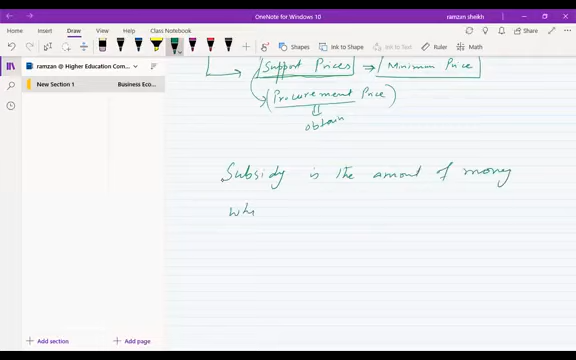 OneNote for Windows 10
ramzan sheikh
Home Insert Draw View Help Class Notebook
Share
Shapes Ink to Shape Ink to Text Ruler Math
ramzan @ Higher Education Com...
New Section 1
Business Eco...
Support Prices ⇒ Minimum Price
(Procurement Price)
obtain
Subsidy is the amount of money
wh
Add section Add page